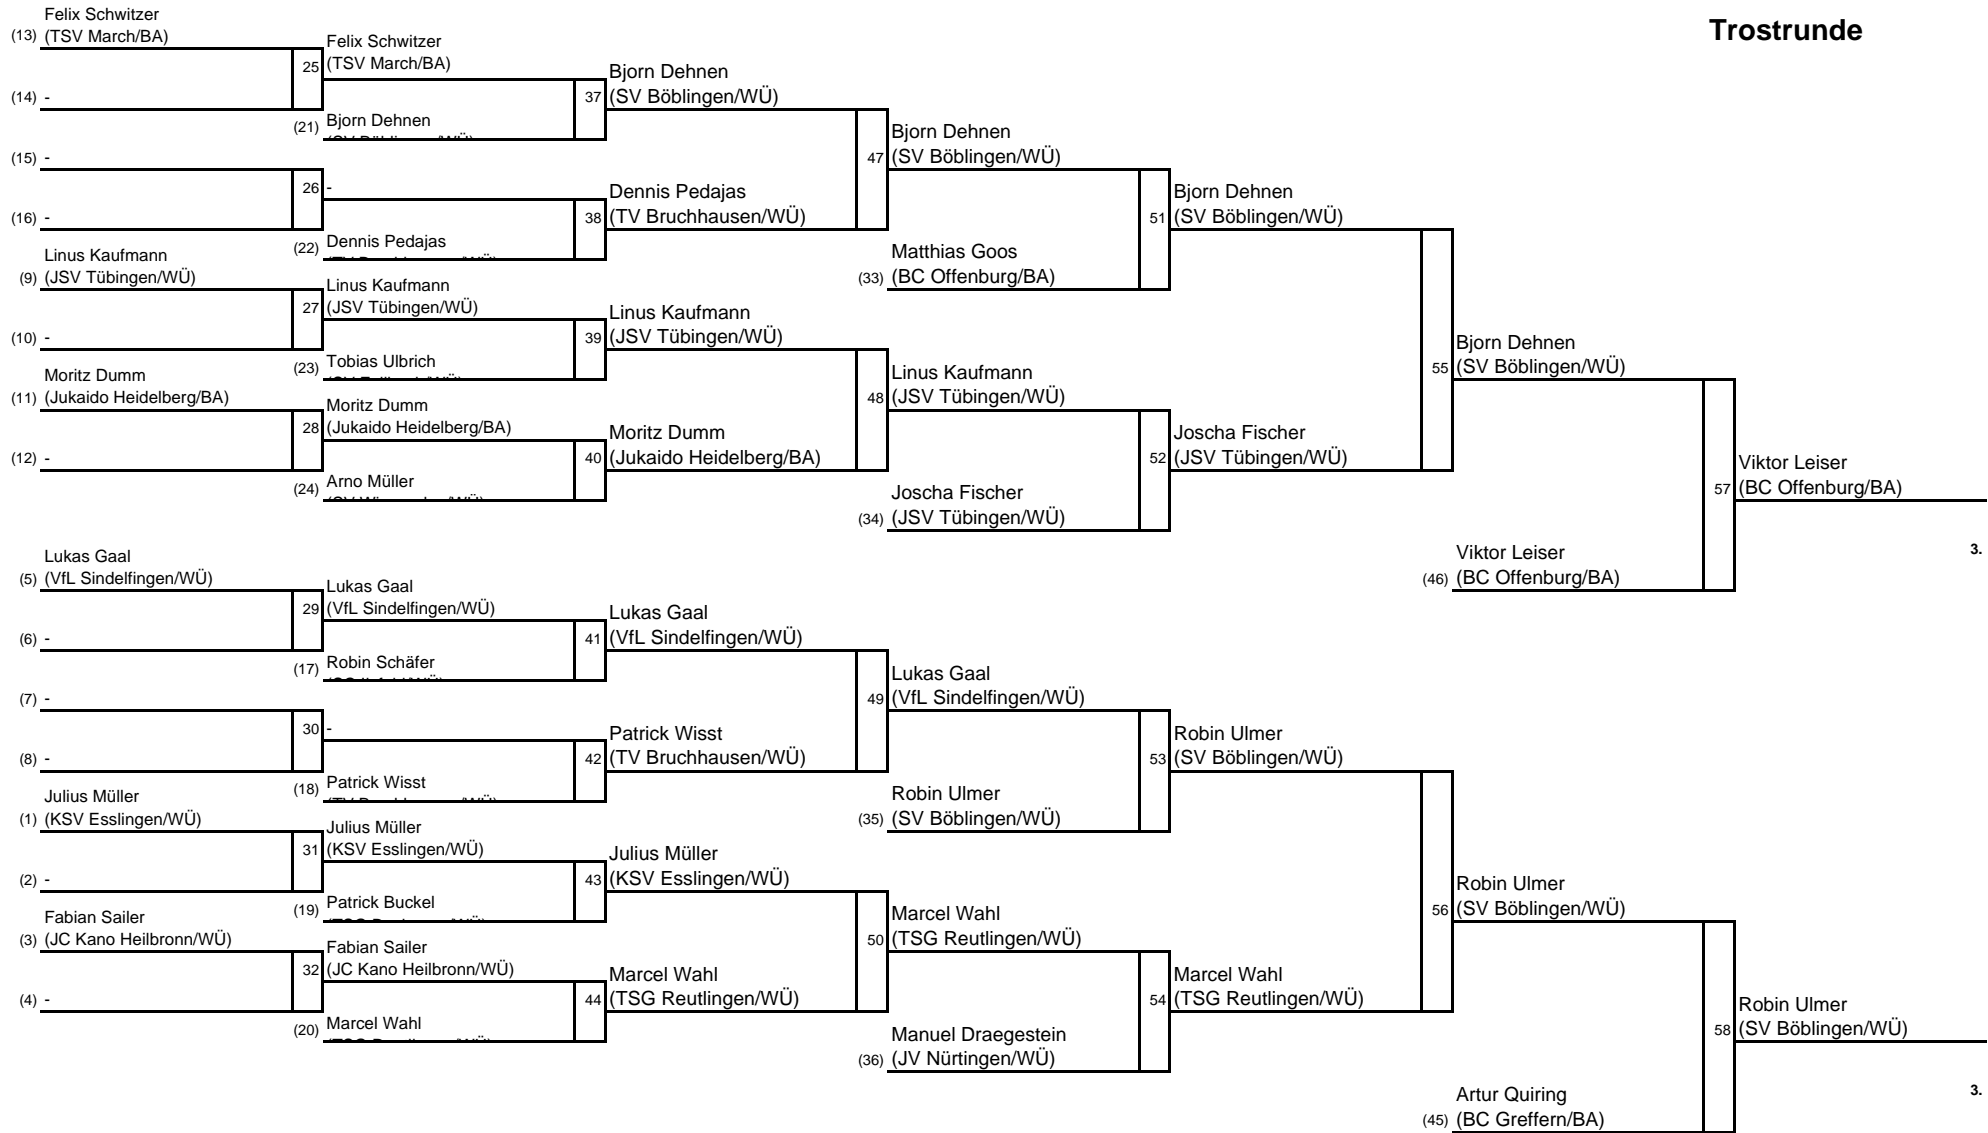 Trostrunde
Felix Schwitzer
(13) (TSV March/BA)
(14) -
(15) -
(16) -
Linus Kaufmann
(9) (JSV Tübingen/WÜ)
(10) -
Moritz Dumm
(11) (Jukaido Heidelberg/BA)
(12) -
Lukas Gaal
(5) (VfL Sindelfingen/WÜ)
(6) -
(7) -
(8) -
Julius Müller
(1) (KSV Esslingen/WÜ)
(2) -
Fabian Sailer
(3) (JC Kano Heilbronn/WÜ)
(4) -
Felix Schwitzer
25 (TSV March/BA)
(21) Bjorn Dehnen
26 -
(22) Dennis Pedajas
Linus Kaufmann
27 (JSV Tübingen/WÜ)
(23) Tobias Ulbrich
Moritz Dumm
28 (Jukaido Heidelberg/BA)
(24) Arno Müller
Lukas Gaal
29 (VfL Sindelfingen/WÜ)
(17) Robin Schäfer
30 -
(18) Patrick Wisst
Julius Müller
31 (KSV Esslingen/WÜ)
(19) Patrick Buckel
Fabian Sailer
32 (JC Kano Heilbronn/WÜ)
(20) Marcel Wahl
Bjorn Dehnen
37 (SV Böblingen/WÜ)
Dennis Pedajas
38 (TV Bruchhausen/WÜ)
Linus Kaufmann
39 (JSV Tübingen/WÜ)
Moritz Dumm
40 (Jukaido Heidelberg/BA)
Lukas Gaal
41 (VfL Sindelfingen/WÜ)
Patrick Wisst
42 (TV Bruchhausen/WÜ)
Julius Müller
43 (KSV Esslingen/WÜ)
Marcel Wahl
44 (TSG Reutlingen/WÜ)
Bjorn Dehnen
47 (SV Böblingen/WÜ)
Matthias Goos
(33) (BC Offenburg/BA)
Linus Kaufmann
48 (JSV Tübingen/WÜ)
Joscha Fischer
(34) (JSV Tübingen/WÜ)
Lukas Gaal
49 (VfL Sindelfingen/WÜ)
Robin Ulmer
(35) (SV Böblingen/WÜ)
Marcel Wahl
50 (TSG Reutlingen/WÜ)
Manuel Draegestein
(36) (JV Nürtingen/WÜ)
Bjorn Dehnen
51 (SV Böblingen/WÜ)
Joscha Fischer
52 (JSV Tübingen/WÜ)
Robin Ulmer
53 (SV Böblingen/WÜ)
Marcel Wahl
54 (TSG Reutlingen/WÜ)
Bjorn Dehnen
55 (SV Böblingen/WÜ)
Viktor Leiser
(46) (BC Offenburg/BA)
Robin Ulmer
56 (SV Böblingen/WÜ)
Artur Quiring
(45) (BC Greffern/BA)
Viktor Leiser
57 (BC Offenburg/BA)
3.
Robin Ulmer
58 (SV Böblingen/WÜ)
3.